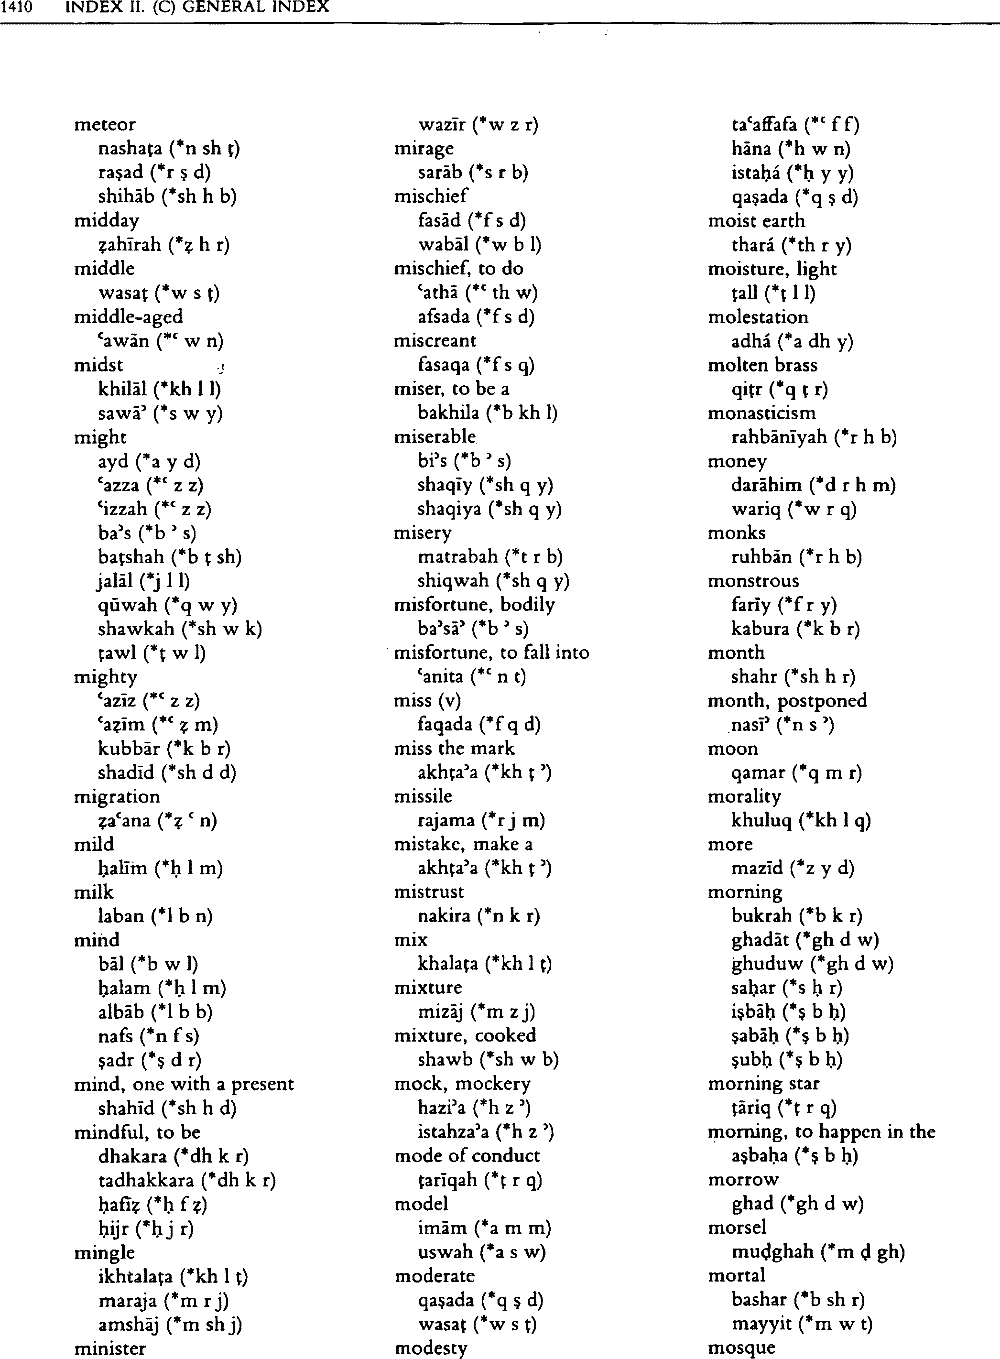 1410 INDEX II. (C) GENERAL INDEX
meteor
nashaṭa (*n sh ṭ)
raṣad (*r ṣ d)
shihāb (*sh h b)
midday
ẓahīrah (*ẓ h r)
middle
wasaṭ (*w s ṭ)
middle-aged
ʿawān (*ʿ w n)
midst
khilāl (*kh l l)
sawāʾ (*s w y)
might
ayd (*a y d)
ʿazza (*ʿ z z)
ʿizzah (*ʿ z z)
baʾs (*b ʾ s)
baṭshah (*b ṭ sh)
jalāl (*j l l)
qūwah (*q w y)
shawkah (*sh w k)
ṭawl (*ṭ w l)
mighty
ʿazīz (*ʿ z z)
ʿaẓīm (*ʿ ẓ m)
kubbār (*k b r)
shadīd (*sh d d)
migration
ẓaʿana (*ẓ ʿ n)
mild
ḥalīm (*ḥ l m)
milk
laban (*l b n)
mind
bāl (*b w l)
ḥalam (*ḥ l m)
albāb (*l b b)
nafs (*n f s)
ṣadr (*ṣ d r)
mind, one with a present
shahīd (*sh h d)
mindful, to be
dhakara (*dh k r)
tadhakkara (*dh k r)
ḥafīẓ (*ḥ f ẓ)
ḥijr (*ḥ j r)
mingle
ikhtalaṭa (*kh l ṭ)
maraja (*m r j)
amshāj (*m sh j)
minister
wazīr (*w z r)
mirage
sarāb (*s r b)
mischief
fasād (*f s d)
wabāl (*w b l)
mischief, to do
ʿathā (*ʿ th w)
afsada (*f s d)
miscreant
fasaqa (*f s q)
miser, to be a
bakhila (*b kh l)
miserable
biʾs (*b ʾ s)
shaqīy (*sh q y)
shaqiya (*sh q y)
misery
matrabah (*t r b)
shiqwah (*sh q y)
misfortune, bodily
baʾsāʾ (*b ʾ s)
misfortune, to fall into
ʿanita (*ʿ n t)
miss (v)
faqada (*f q d)
miss the mark
akhṭaʾa (*kh ṭ ʾ)
missile
rajama (*r j m)
mistake, make a
akhṭaʾa (*kh ṭ ʾ)
mistrust
nakira (*n k r)
mix
khalaṭa (*kh l ṭ)
mixture
mizāj (*m z j)
mixture, cooked
shawb (*sh w b)
mock, mockery
haziʾa (*h z ʾ)
istahzaʾa (*h z ʾ)
mode of conduct
ṭarīqah (*ṭ r q)
model
imām (*a m m)
uswah (*a s w)
moderate
qaṣada (*q ṣ d)
wasaṭ (*w s ṭ)
modesty
taʿaffafa (*ʿ f f)
hāna (*h w n)
istaḥá (*ḥ y y)
qaṣada (*q ṣ d)
moist earth
thará (*th r y)
moisture, light
ṭall (*ṭ l l)
molestation
adhá (*a dh y)
molten brass
qiṭr (*q ṭ r)
monasticism
rahbānīyah (*r h b)
money
darāhim (*d r h m)
wariq (*w r q)
monks
ruhbān (*r h b)
monstrous
farīy (*f r y)
kabura (*k b r)
month
shahr (*sh h r)
month, postponed
nasīʾ (*n s ʾ)
moon
qamar (*q m r)
morality
khuluq (*kh l q)
more
mazīd (*z y d)
morning
bukrah (*b k r)
ghadāt (*gh d w)
ghuduw (*gh d w)
saḥar (*s ḥ r)
iṣbāḥ (*ṣ b ḥ)
ṣabāḥ (*ṣ b ḥ)
ṣubḥ (*ṣ b ḥ)
morning star
ṭāriq (*ṭ r q)
morning, to happen in the
aṣbaḥa (*ṣ b ḥ)
morrow
ghad (*gh d w)
morsel
muḍghah (*m ḍ gh)
mortal
bashar (*b sh r)
mayyit (*m w t)
mosque